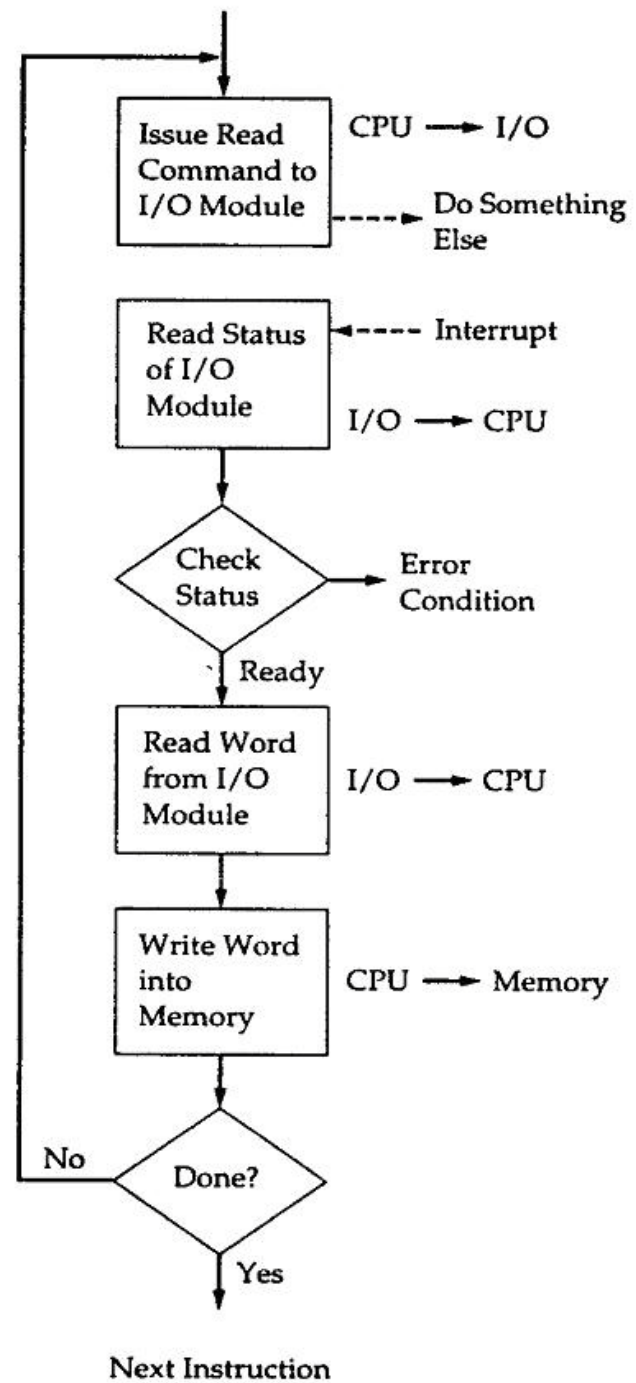 Issue Read
Command to
I/O Module
CPU → I/O
Do Something
Else
Read Status
of I/O
Module
Interrupt
I/O → CPU
Check
Status
Error
Condition
Ready
Read Word
from I/O
Module
I/O → CPU
Write Word
into
Memory
CPU → Memory
Done?
No
Yes
Next Instruction